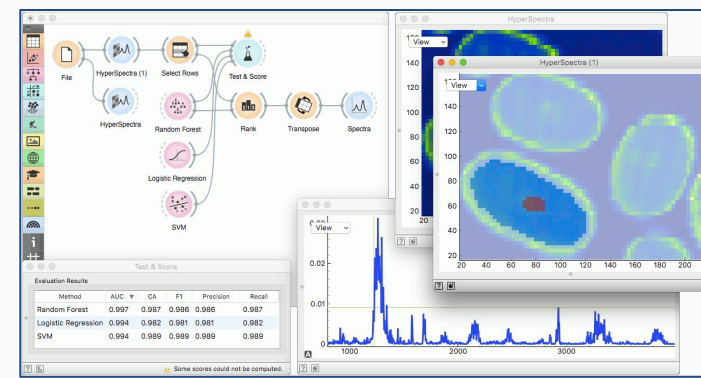 File
HyperSpectra (1)
Select Rows
Test & Score
HyperSpectra
Random Forest
Rank
Transpose
Spectra
Logistic Regression
SVM
HyperSpectra
View
140
120
100
80
60
40
20
20
HyperSpectra (1)
View
140
120
100
80
60
40
20
20 40 60 80 100 120 140 160 180 200
View
0.02
0.01
0
1000 2000 3000
A
Test & Score
Evaluation Results
Method AUC CA F1 Precision Recall
Random Forest 0.997 0.987 0.986 0.986 0.987
Logistic Regression 0.994 0.982 0.981 0.981 0.982
SVM 0.994 0.989 0.989 0.989 0.989
Some scores could not be computed.